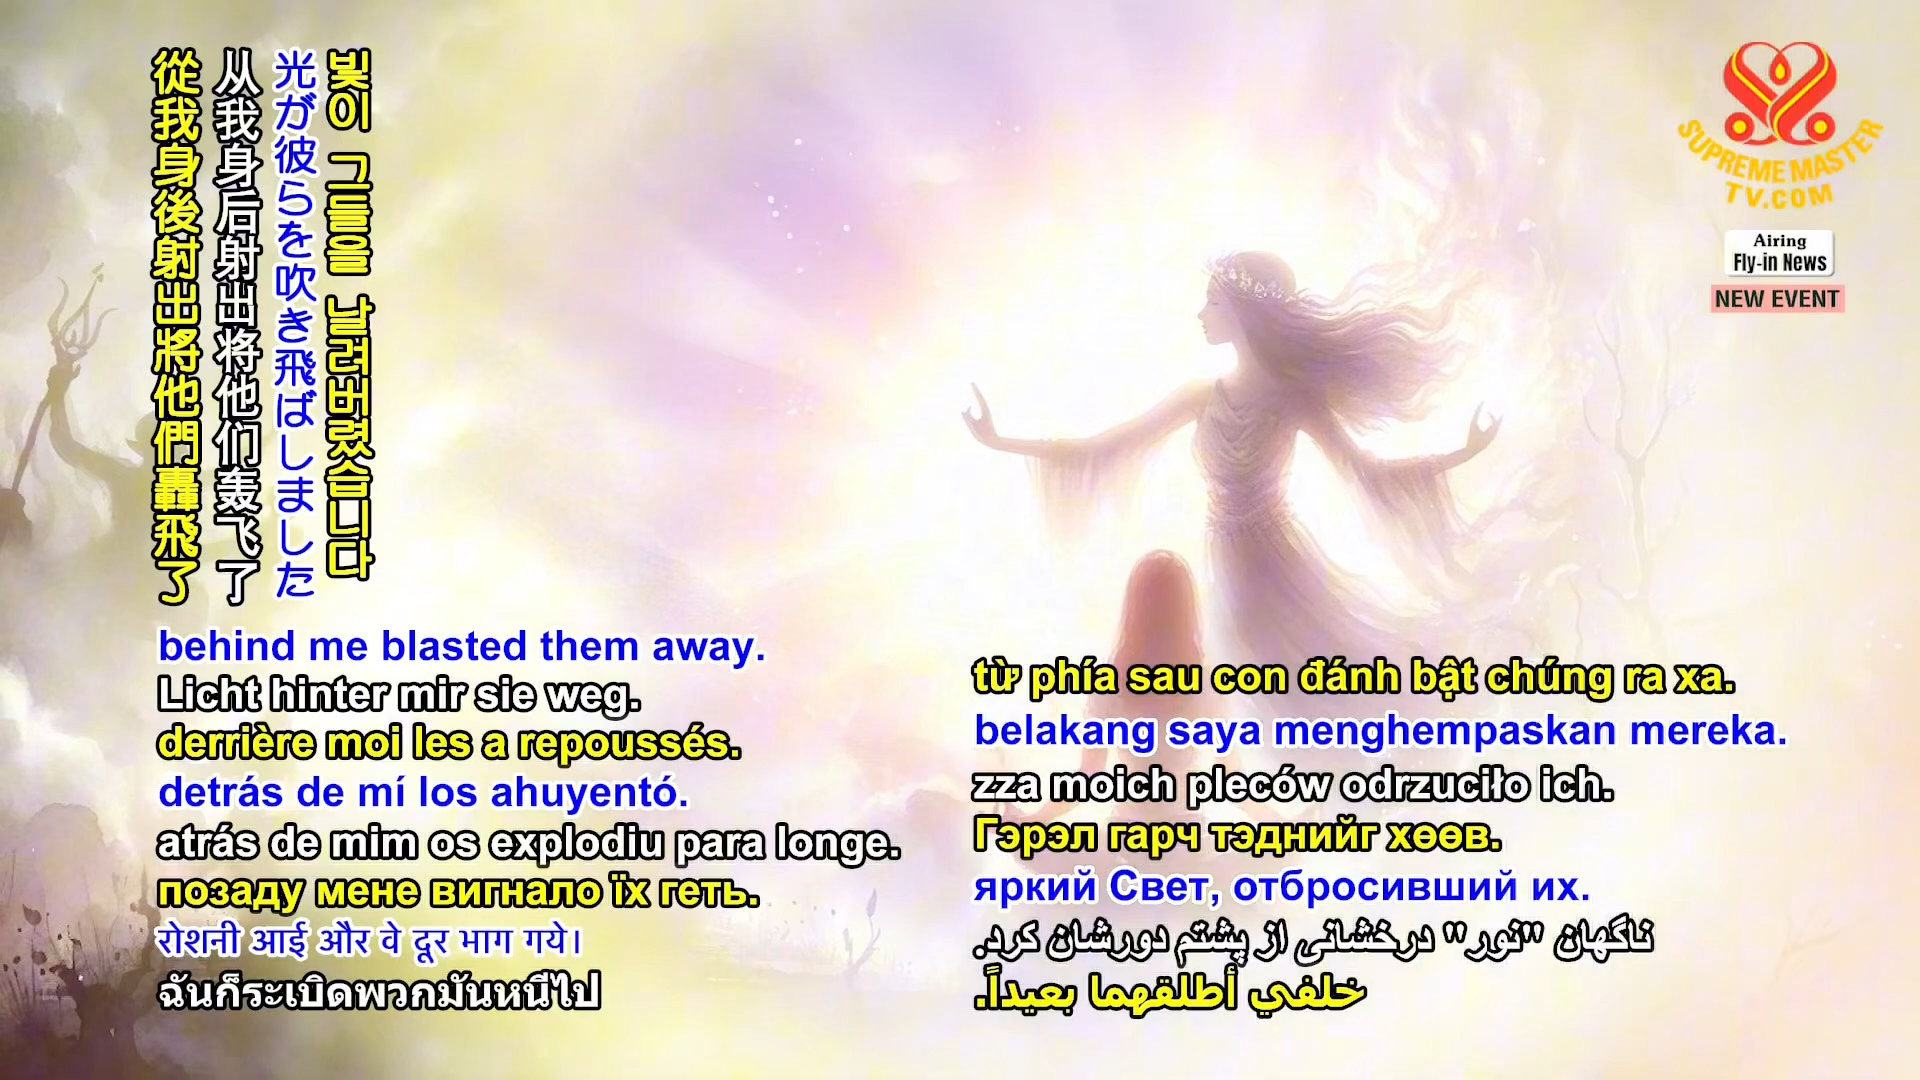 從我身後射出將他們轟飛了
从我身后射出将他们轰飞了
光が彼らを吹き飛ばしました
빛이 그들을 날려버렸습니다
behind me blasted them away.
Licht hinter mir sie weg.
derrière moi les a repoussés.
detrás de mí los ahuyentó.
atrás de mim os explodiu para longe.
позаду мене вигнало їх геть.
रोशनी आई और वे दूर भाग गये।
ฉันก็ระเบิดพวกมันหนีไป
từ phía sau con đánh bật chúng ra xa.
belakang saya menghempaskan mereka.
zza moich pleców odrzuciło ich.
Гэрэл гарч тэднийг хөөв.
яркий Свет, отбросивший их.
ناگهان "نور" درخشانی از پشتم دورشان کرد.
خلفي أطلقهما بعيداً.
SUPREME MASTER
TV.COM
Airing
Fly-in News
NEW EVENT